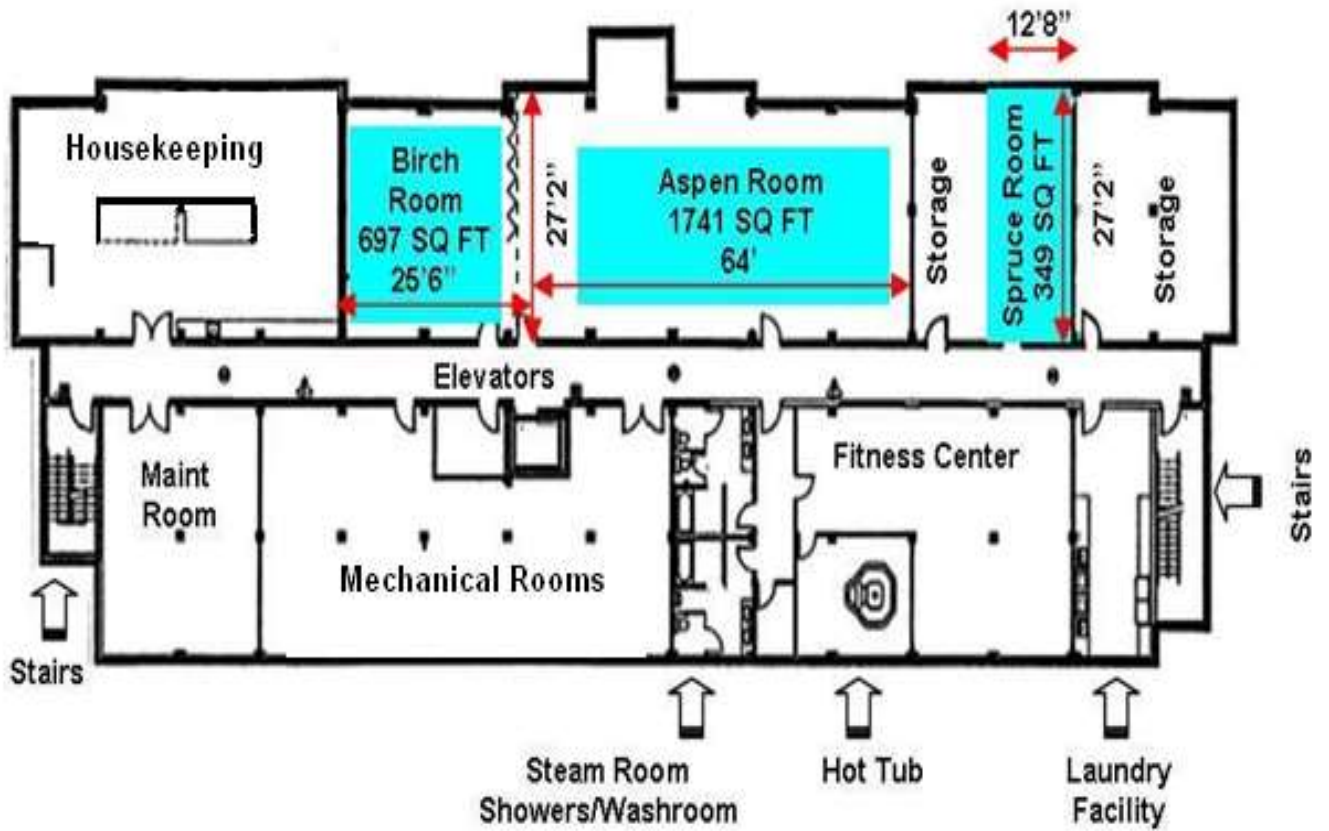 12'8"
Housekeeping
Birch
Room
697 SQ FT
25'6"
27'2"
Aspen Room
1741 SQ FT
64'
Storage
Spruce Room
349 SQ FT
27'2"
Storage
Elevators
Maint
Room
Mechanical Rooms
Fitness Center
Stairs
Stairs
Steam Room
Showers/Washroom
Hot Tub
Laundry
Facility